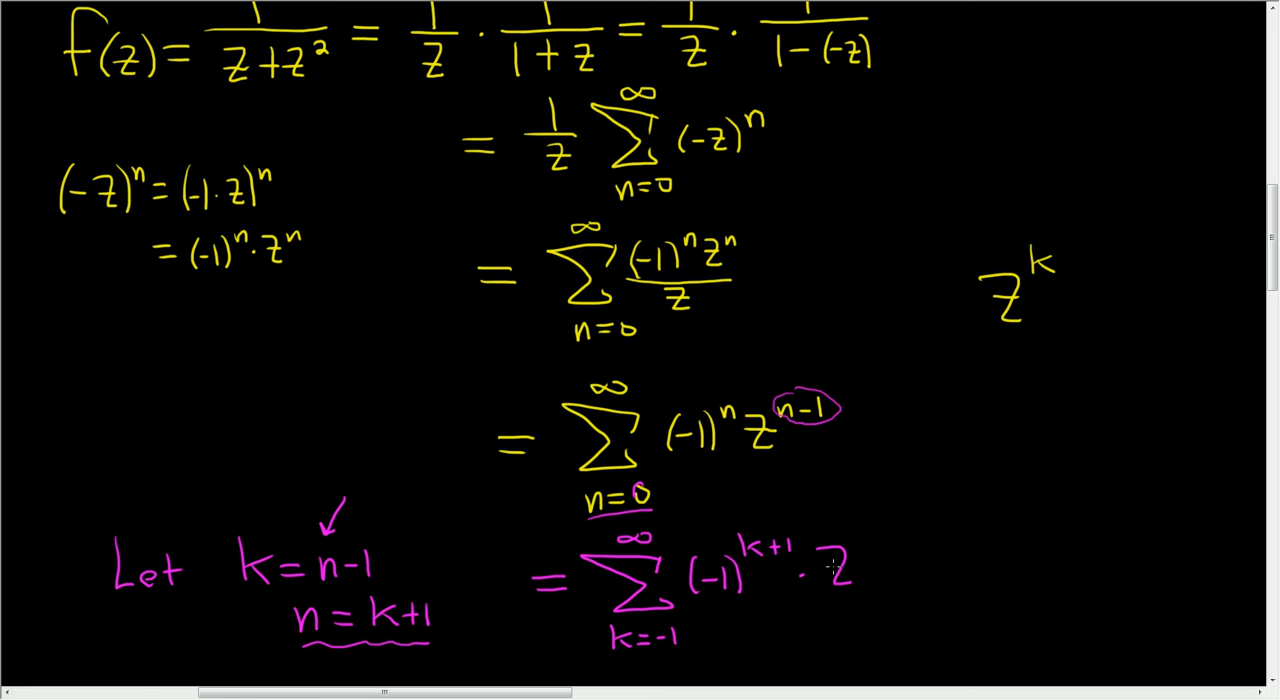 f(z) = 1/(z+z²) = 1/z · 1/(1+z) = 1/z · 1/(1-(-z))
= 1/z ∑_{n=0}^{∞} (-z)^n
(-z)^n = (-1·z)^n
= (-1)^n · z^n
= ∑_{n=0}^{∞} (-1)^n z^n / z
z^k
= ∑_{n=0}^{∞} (-1)^n z^{n-1}
Let k = n-1
n = k+1
= ∑_{k=-1}^{∞} (-1)^{k+1} · z